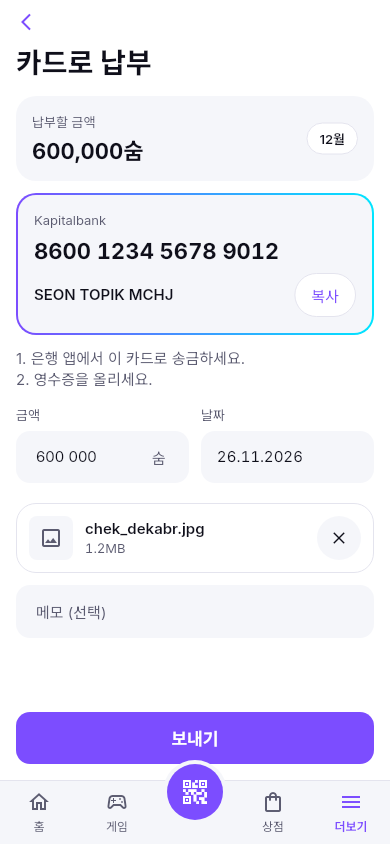 카드로 납부
납부할 금액
600,000숨
12월
Kapitalbank
8600 1234 5678 9012
SEON TOPIK MCHJ
복사
1. 은행 앱에서 이 카드로 송금하세요.
2. 영수증을 올리세요.
금액
날짜
600 000
숨
26.11.2026
chek_dekabr.jpg
1.2MB
메모 (선택)
보내기
홈
게임
상점
더보기